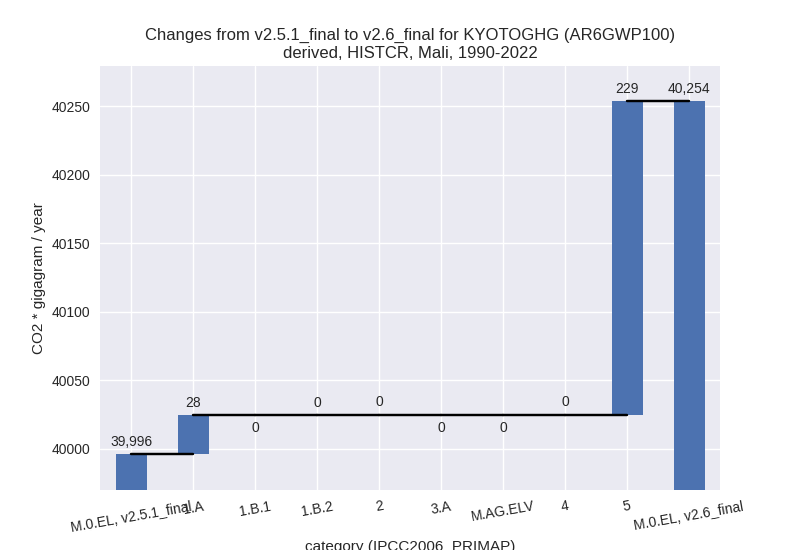 Changes from v2.5.1_final to v2.6_final for KYOTOGHG (AR6GWP100)
derived, HISTCR, Mali, 1990-2022
CO2 * gigagram / year
40250
40200
40150
40100
40050
40000
39,996
28
0
0
0
0
0
0
229
40,254
M.0.EL, v2.5.1_final
1.A
1.B.1
1.B.2
2
3.A
M.AG.ELV
4
5
M.0.EL, v2.6_final
category (IPCC2006_PRIMAP)